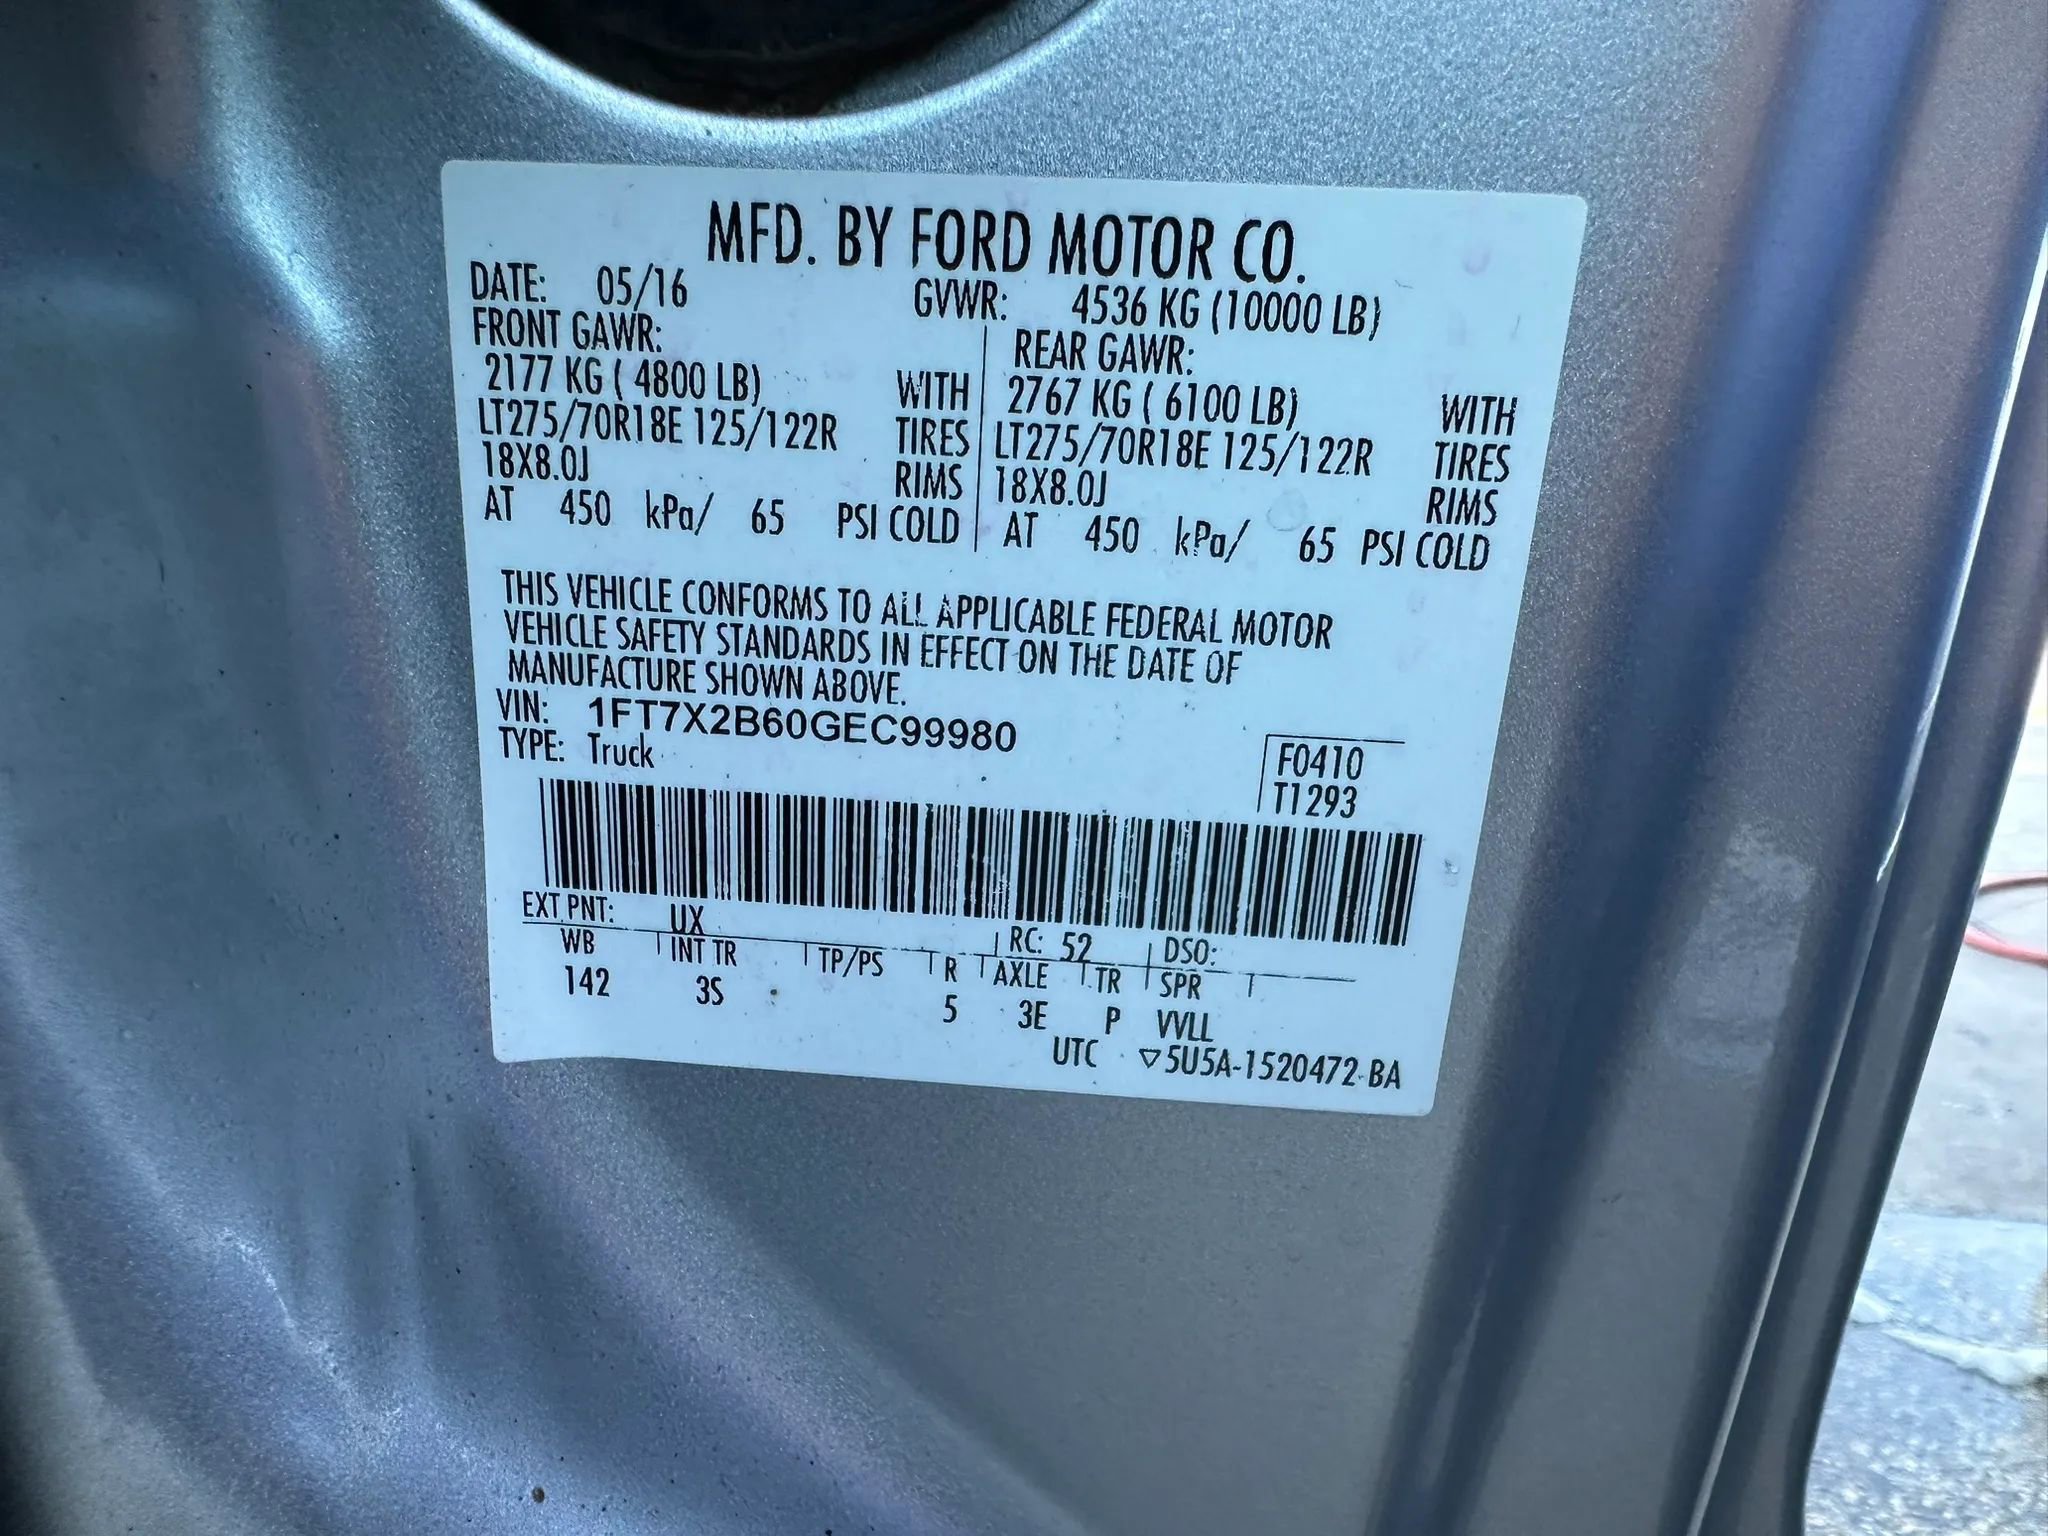 MFD. BY FORD MOTOR CO.
DATE: 05/16 GVWR: 4536 KG (10000 LB)
FRONT GAWR: REAR GAWR:
2177 KG ( 4800 LB) WITH 2767 KG ( 6100 LB) WITH
LT275/70R18E 125/122R TIRES LT275/70R18E 125/122R TIRES
18X8.0J RIMS 18X8.0J RIMS
AT 450 kPa/ 65 PSI COLD AT 450 kPa/ 65 PSI COLD
THIS VEHICLE CONFORMS TO ALL APPLICABLE FEDERAL MOTOR
VEHICLE SAFETY STANDARDS IN EFFECT ON THE DATE OF
MANUFACTURE SHOWN ABOVE.
VIN: 1FT7X2B60GEC99980
TYPE: Truck F0410
T1293
EXT PNT: UX RC: 52 DSO:
WB INT TR TP/PS R AXLE TR SPR
142 3S 5 3E P VVLL
UTC ▽5U5A-1520472-BA